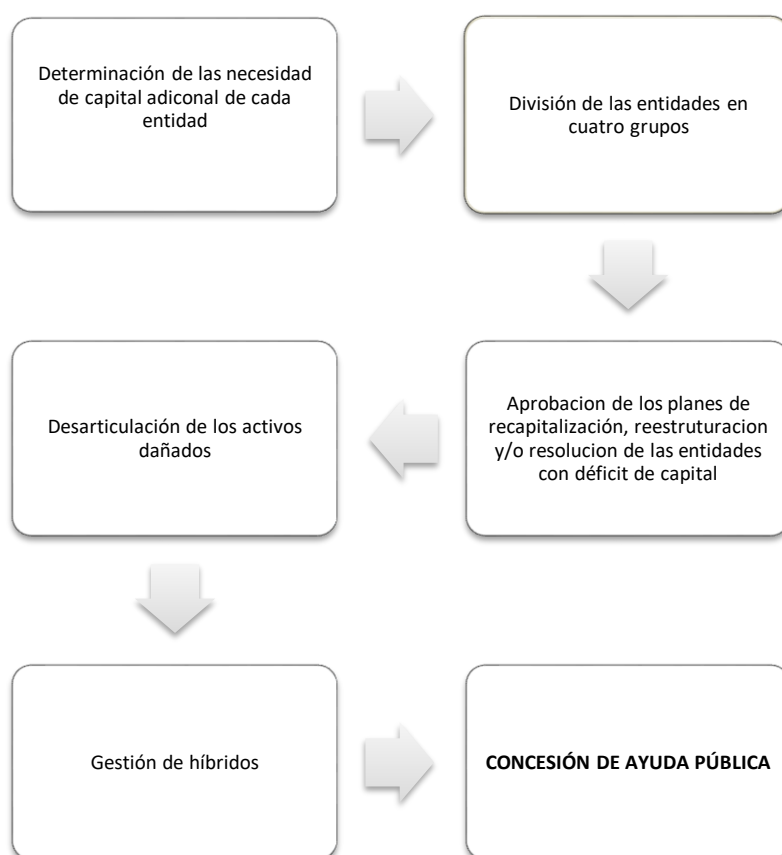 Determinación de las necesidad
de capital adiconal de cada
entidad
División de las entidades en
cuatro grupos
Aprobacion de los planes de
recapitalización, reestruturacion
y/o resolucion de las entidades
con déficit de capital
Desarticulación de los activos
dañados
Gestión de híbridos
CONCESIÓN DE AYUDA PÚBLICA